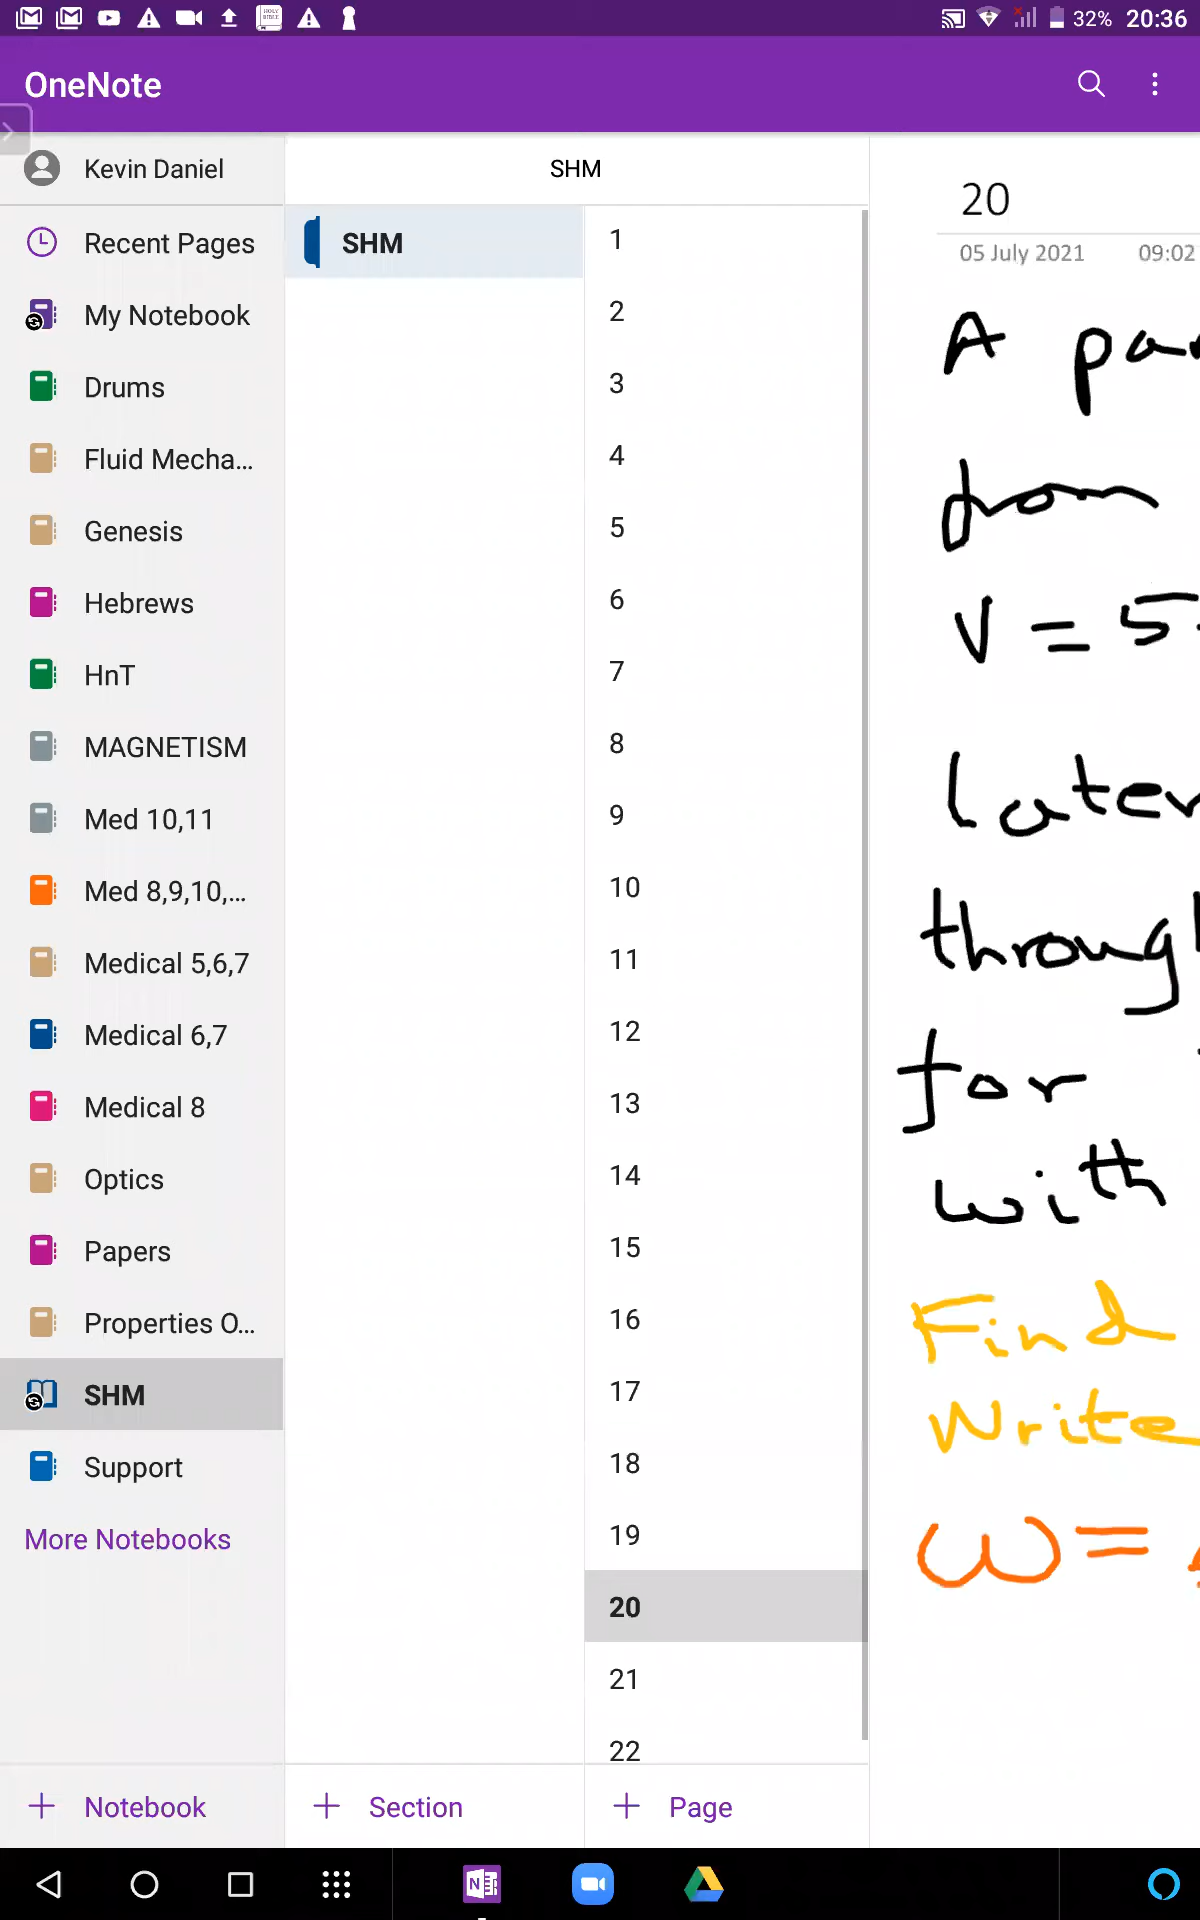 32% 20:36
OneNote
Kevin Daniel
Recent Pages
My Notebook
Drums
Fluid Mecha...
Genesis
Hebrews
HnT
MAGNETISM
Med 10,11
Med 8,9,10,...
Medical 5,6,7
Medical 6,7
Medical 8
Optics
Papers
Properties O...
SHM
Support
More Notebooks
+ Notebook
SHM
SHM
+ Section
1
2
3
4
5
6
7
8
9
10
11
12
13
14
15
16
17
18
19
20
21
22
+ Page
20
05 July 2021 09:02
A
from
V = 5
later
for
with
Find
Write
ω =